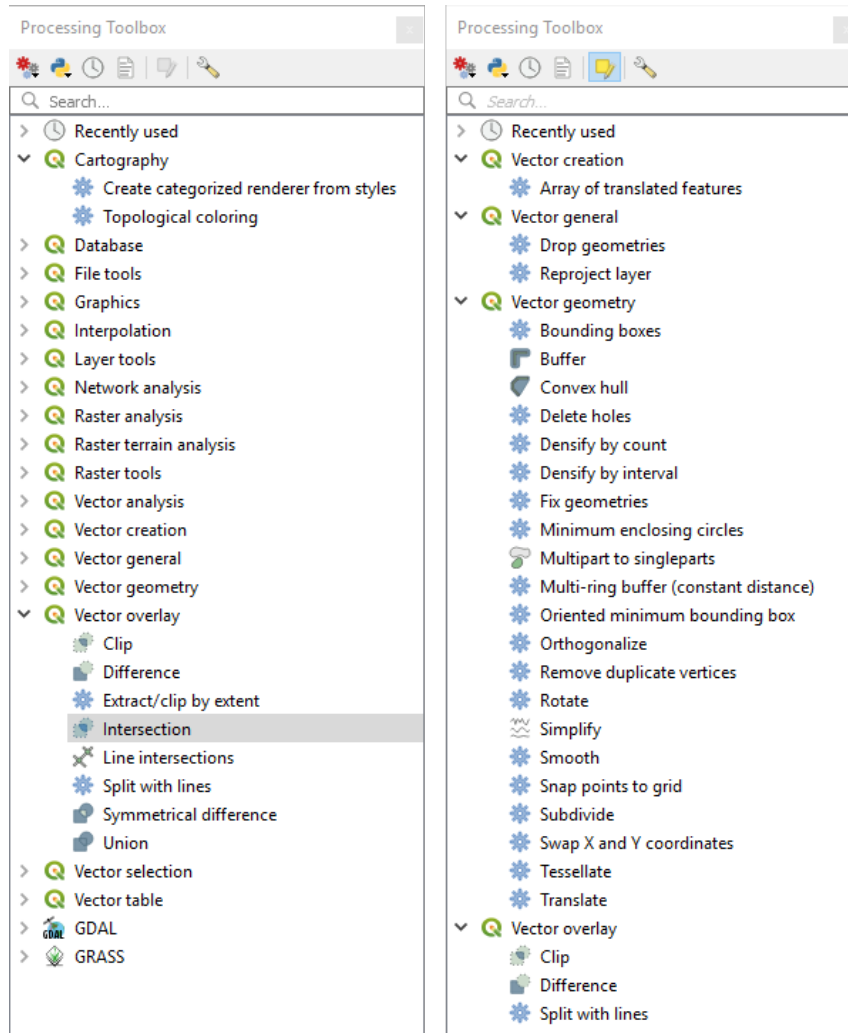 Processing Toolbox
Search...
Recently used
Cartography
Create categorized renderer from styles
Topological coloring
Database
File tools
Graphics
Interpolation
Layer tools
Network analysis
Raster analysis
Raster terrain analysis
Raster tools
Vector analysis
Vector creation
Vector general
Vector geometry
Vector overlay
Clip
Difference
Extract/clip by extent
Intersection
Line intersections
Split with lines
Symmetrical difference
Union
Vector selection
Vector table
GDAL
GRASS
Processing Toolbox
Search...
Recently used
Vector creation
Array of translated features
Vector general
Drop geometries
Reproject layer
Vector geometry
Bounding boxes
Buffer
Convex hull
Delete holes
Densify by count
Densify by interval
Fix geometries
Minimum enclosing circles
Multipart to singleparts
Multi-ring buffer (constant distance)
Oriented minimum bounding box
Orthogonalize
Remove duplicate vertices
Rotate
Simplify
Smooth
Snap points to grid
Subdivide
Swap X and Y coordinates
Tessellate
Translate
Vector overlay
Clip
Difference
Split with lines